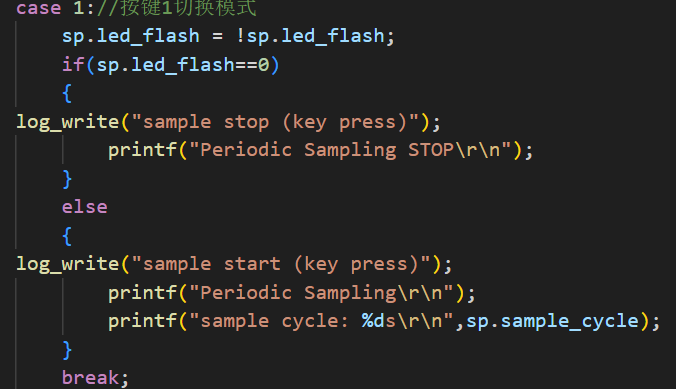 case 1://按键1切换模式
sp.led_flash = !sp.led_flash;
if(sp.led_flash==0)
{
log_write("sample stop (key press)");
printf("Periodic Sampling STOP\r\n");
}
else
{
log_write("sample start (key press)");
printf("Periodic Sampling\r\n");
printf("sample cycle: %ds\r\n",sp.sample_cycle);
}
break;